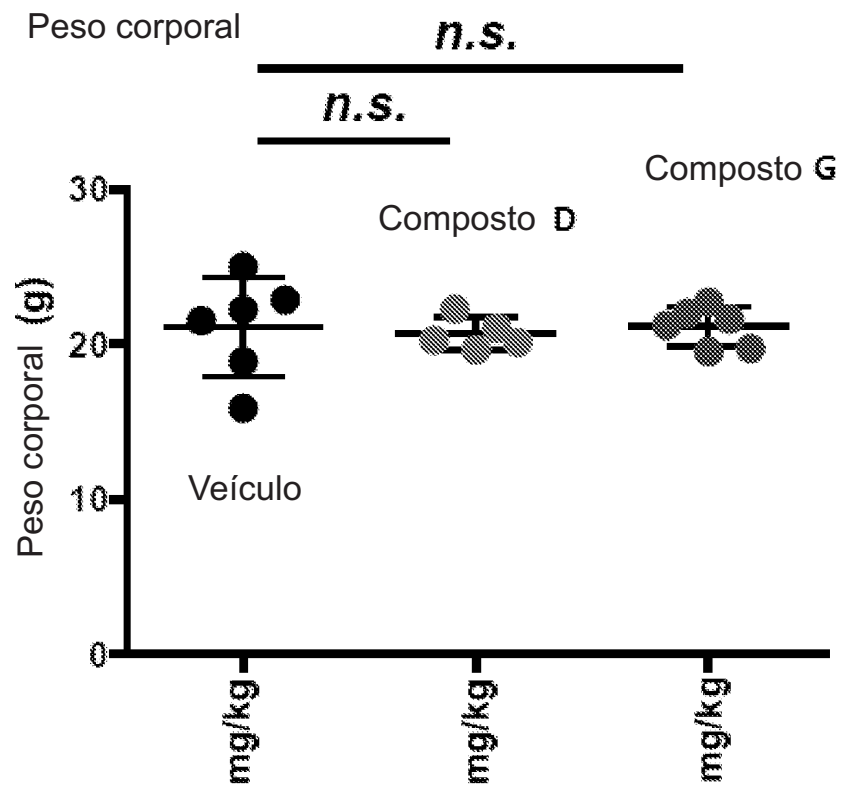 Peso corporal
n.s.
n.s.
Composto G
Composto D
30
20
10
0
Peso corporal (g)
Veículo
mg/kg
mg/kg
mg/kg